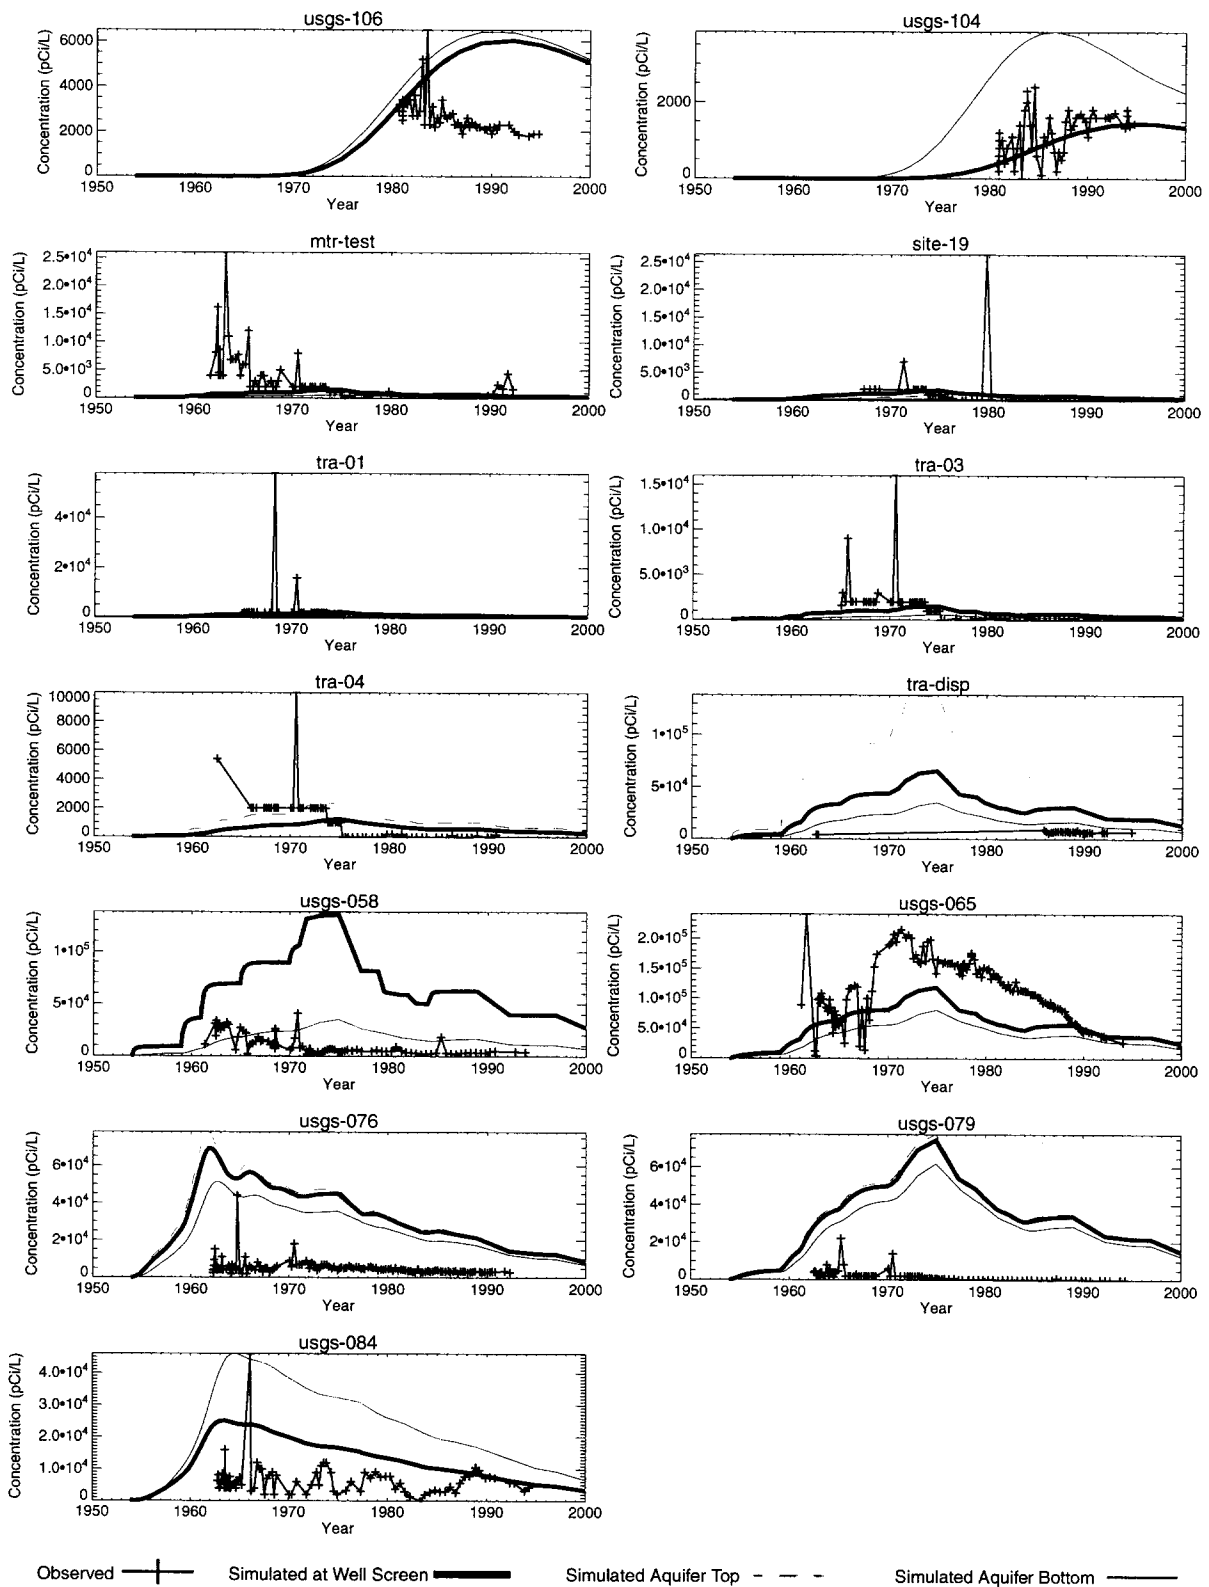 usgs-106
Concentration (pCi/L)
6000
4000
2000
0
1950 1960 1970 1980 1990 2000
Year
usgs-104
Concentration (pCi/L)
2000
0
1950 1960 1970 1980 1990 2000
Year
mtr-test
Concentration (pCi/L)
2.5•10⁴
2.0•10⁴
1.5•10⁴
1.0•10⁴
5.0•10³
0
1950 1960 1970 1980 1990 2000
Year
site-19
Concentration (pCi/L)
2.5•10⁴
2.0•10⁴
1.5•10⁴
1.0•10⁴
5.0•10³
0
1950 1960 1970 1980 1990 2000
Year
tra-01
Concentration (pCi/L)
4•10⁴
2•10⁴
0
1950 1960 1970 1980 1990 2000
Year
tra-03
Concentration (pCi/L)
1.5•10⁴
1.0•10⁴
5.0•10³
0
1950 1960 1970 1980 1990 2000
Year
tra-04
Concentration (pCi/L)
10000
8000
6000
4000
2000
0
1950 1960 1970 1980 1990 2000
Year
tra-disp
Concentration (pCi/L)
1•10⁵
5•10⁴
0
1950 1960 1970 1980 1990 2000
Year
usgs-058
Concentration (pCi/L)
1•10⁵
5•10⁴
0
1950 1960 1970 1980 1990 2000
Year
usgs-065
Concentration (pCi/L)
2.0•10⁵
1.5•10⁵
1.0•10⁵
5.0•10⁴
0
1950 1960 1970 1980 1990 2000
Year
usgs-076
Concentration (pCi/L)
6•10⁴
4•10⁴
2•10⁴
0
1950 1960 1970 1980 1990 2000
Year
usgs-079
Concentration (pCi/L)
6•10⁴
4•10⁴
2•10⁴
0
1950 1960 1970 1980 1990 2000
Year
usgs-084
Concentration (pCi/L)
4.0•10⁴
3.0•10⁴
2.0•10⁴
1.0•10⁴
0
1950 1960 1970 1980 1990 2000
Year
Observed Simulated at Well Screen Simulated Aquifer Top Simulated Aquifer Bottom